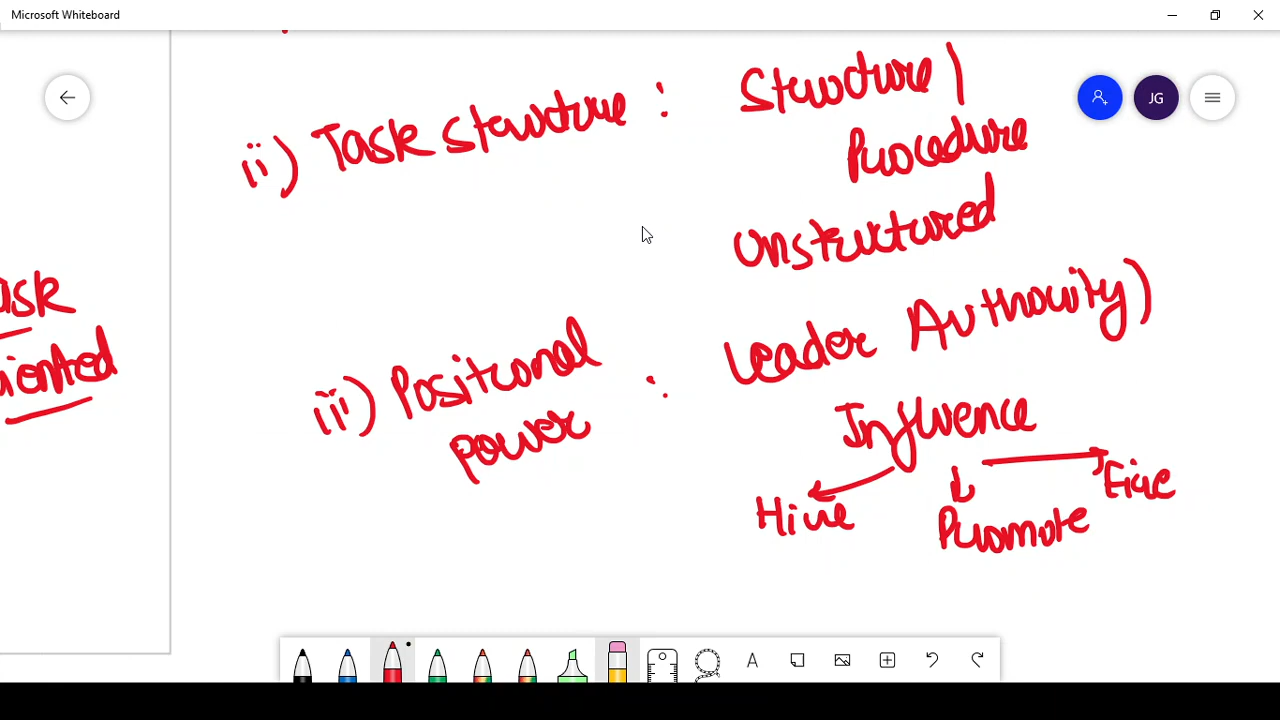 Microsoft Whiteboard
JG
ii) Task structure : Structure/
Procedure
Unstructured
ask
iented
iii) Positional : Leader Authority)
power
Influence
Hire
Promote
Fire
A